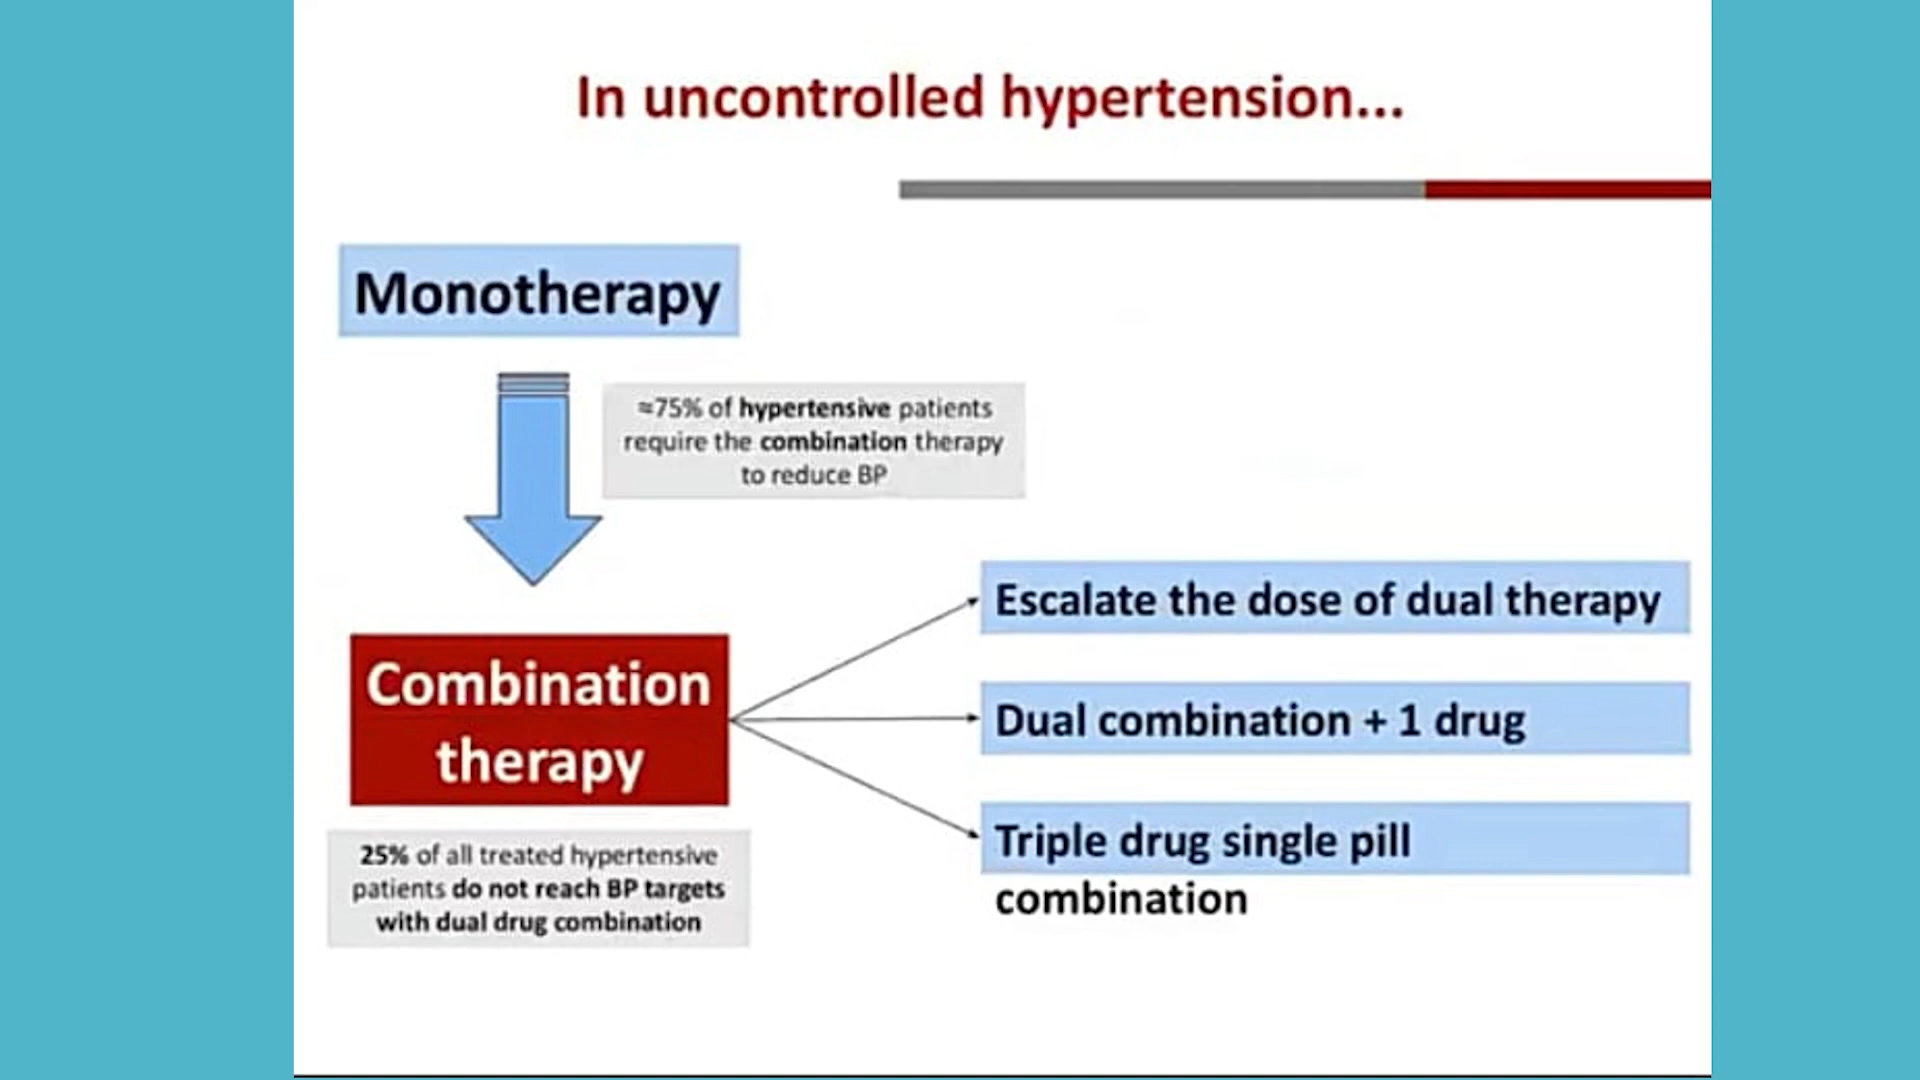 In uncontrolled hypertension...
Monotherapy
≈75% of hypertensive patients
require the combination therapy
to reduce BP
Combination
therapy
25% of all treated hypertensive
patients do not reach BP targets
with dual drug combination
Escalate the dose of dual therapy
Dual combination + 1 drug
Triple drug single pill
combination